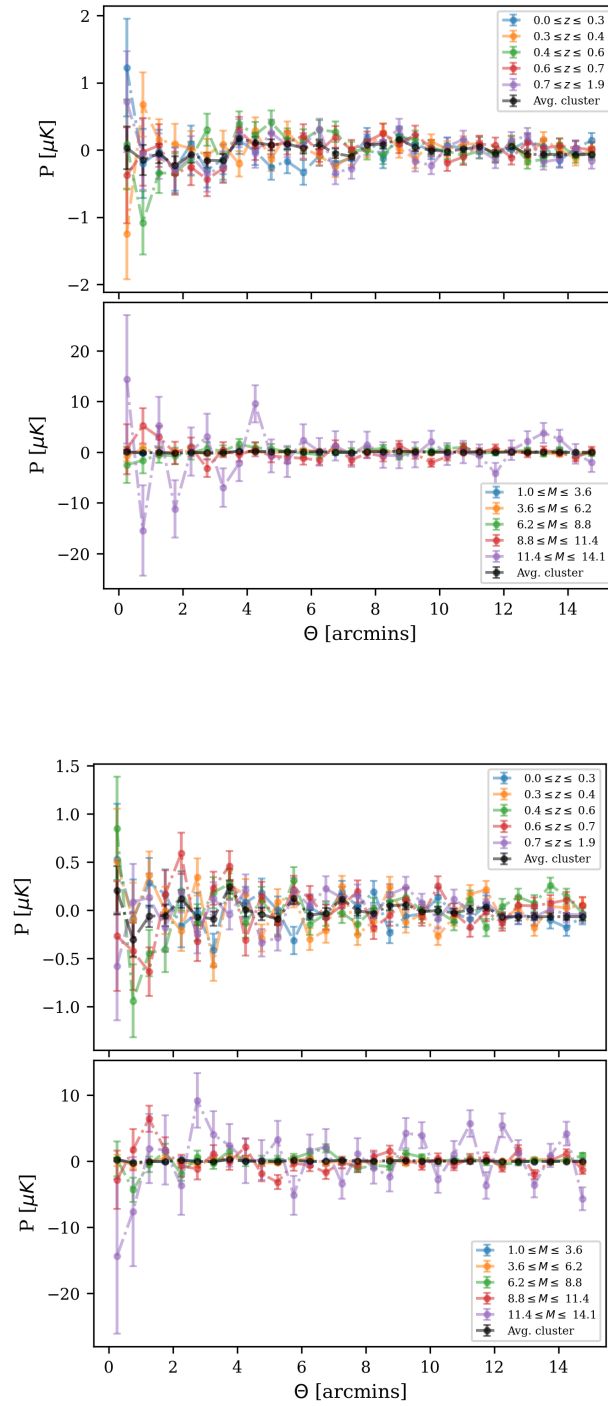 2
1
0
−1
−2
P [μK]
0.0 ≤ z ≤ 0.3
0.3 ≤ z ≤ 0.4
0.4 ≤ z ≤ 0.6
0.6 ≤ z ≤ 0.7
0.7 ≤ z ≤ 1.9
Avg. cluster
20
10
0
−10
−20
P [μK]
1.0 ≤ M ≤ 3.6
3.6 ≤ M ≤ 6.2
6.2 ≤ M ≤ 8.8
8.8 ≤ M ≤ 11.4
11.4 ≤ M ≤ 14.1
Avg. cluster
0 2 4 6 8 10 12 14
Θ [arcmins]
1.5
1.0
0.5
0.0
−0.5
−1.0
P [μK]
0.0 ≤ z ≤ 0.3
0.3 ≤ z ≤ 0.4
0.4 ≤ z ≤ 0.6
0.6 ≤ z ≤ 0.7
0.7 ≤ z ≤ 1.9
Avg. cluster
10
0
−10
−20
P [μK]
1.0 ≤ M ≤ 3.6
3.6 ≤ M ≤ 6.2
6.2 ≤ M ≤ 8.8
8.8 ≤ M ≤ 11.4
11.4 ≤ M ≤ 14.1
Avg. cluster
0 2 4 6 8 10 12 14
Θ [arcmins]